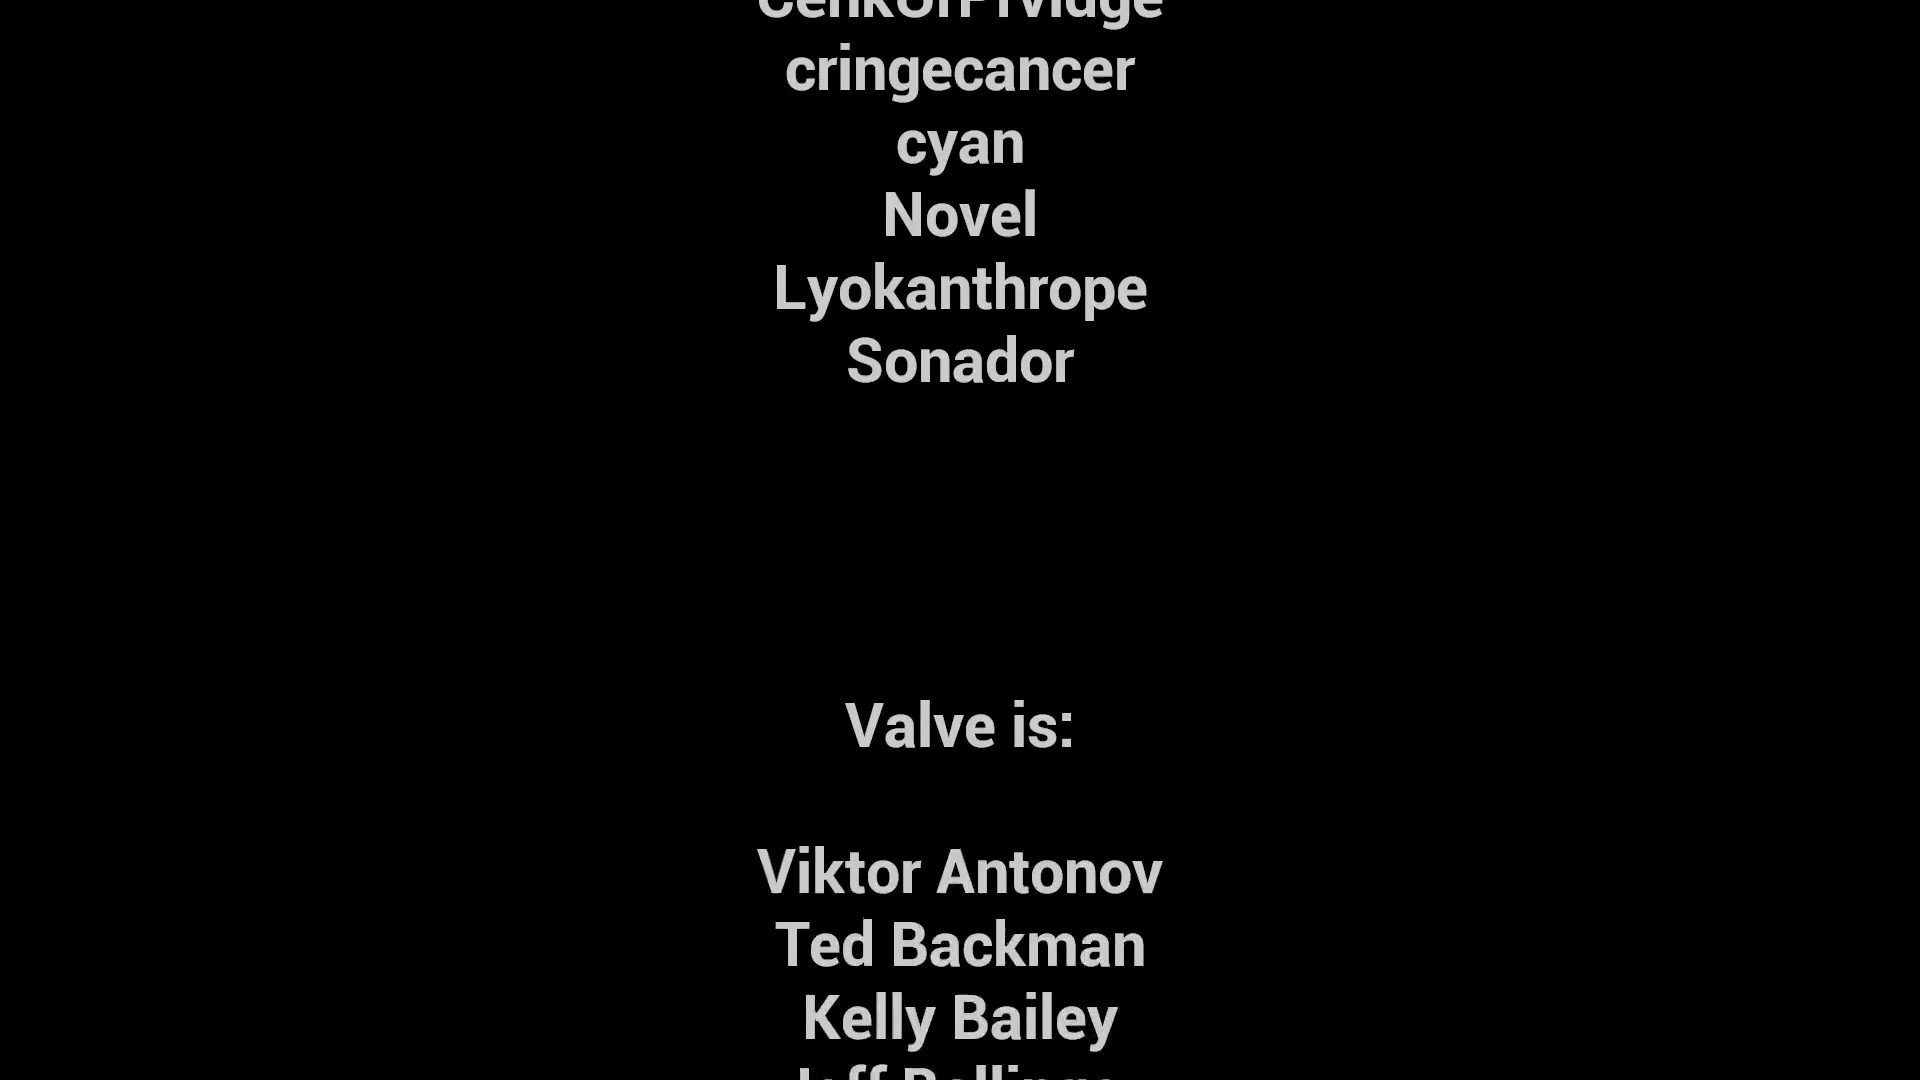 cringecancer
cyan
Novel
Lyokanthrope
Sonador
Valve is:
Viktor Antonov
Ted Backman
Kelly Bailey